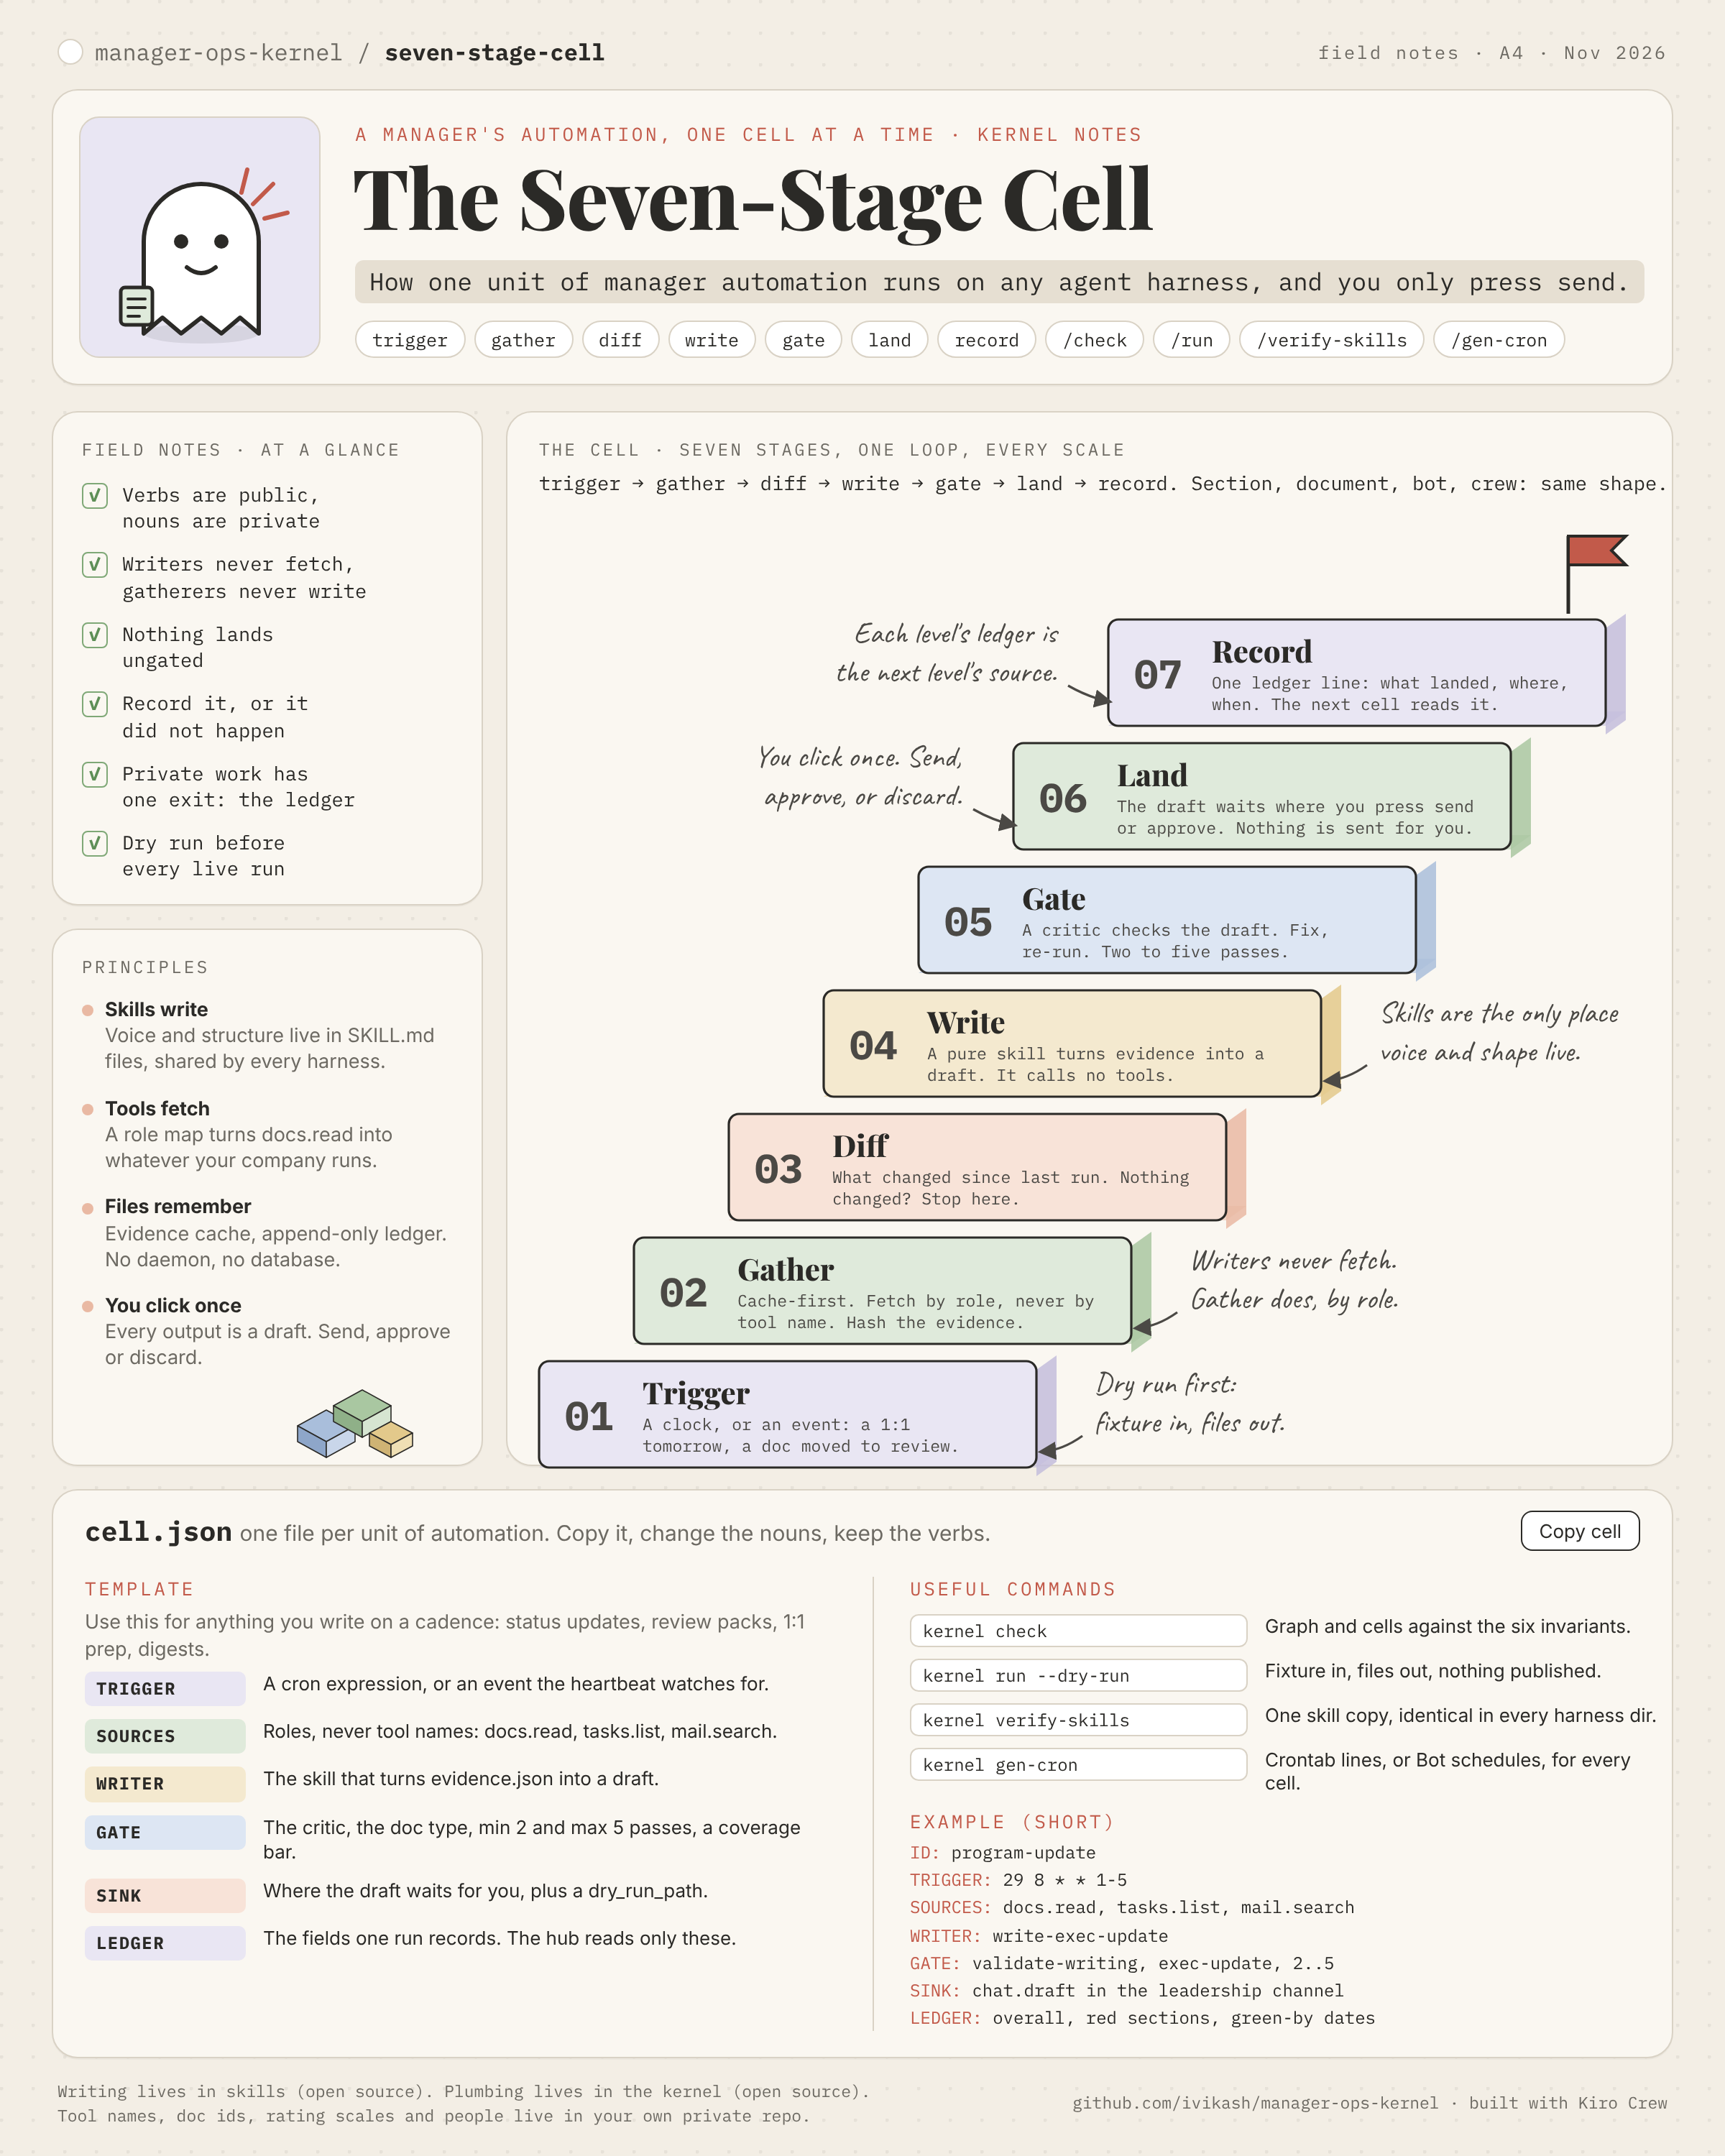 manager-ops-kernel / seven-stage-cell
field notes · A4 · Nov 2026
A MANAGER'S AUTOMATION, ONE CELL AT A TIME · KERNEL NOTES
The Seven-Stage Cell
How one unit of manager automation runs on any agent harness, and you only press send.
trigger gather diff write gate land record /check /run /verify-skills /gen-cron
FIELD NOTES · AT A GLANCE
Verbs are public,
nouns are private
Writers never fetch,
gatherers never write
Nothing lands
ungated
Record it, or it
did not happen
Private work has
one exit: the ledger
Dry run before
every live run
PRINCIPLES
Skills write
Voice and structure live in SKILL.md
files, shared by every harness.
Tools fetch
A role map turns docs.read into
whatever your company runs.
Files remember
Evidence cache, append-only ledger.
No daemon, no database.
You click once
Every output is a draft. Send, approve
or discard.
THE CELL · SEVEN STAGES, ONE LOOP, EVERY SCALE
trigger → gather → diff → write → gate → land → record. Section, document, bot, crew: same shape.
Each level's ledger is
the next level's source.
07
Record
One ledger line: what landed, where,
when. The next cell reads it.
You click once. Send,
approve, or discard.
06
Land
The draft waits where you press send
or approve. Nothing is sent for you.
05
Gate
A critic checks the draft. Fix,
re-run. Two to five passes.
04
Write
A pure skill turns evidence into a
draft. It calls no tools.
Skills are the only place
voice and shape live.
03
Diff
What changed since last run. Nothing
changed? Stop here.
02
Gather
Cache-first. Fetch by role, never by
tool name. Hash the evidence.
Writers never fetch.
Gather does, by role.
01
Trigger
A clock, or an event: a 1:1
tomorrow, a doc moved to review.
Dry run first:
fixture in, files out.
cell.json one file per unit of automation. Copy it, change the nouns, keep the verbs.
Copy cell
TEMPLATE
Use this for anything you write on a cadence: status updates, review packs, 1:1
prep, digests.
TRIGGER A cron expression, or an event the heartbeat watches for.
SOURCES Roles, never tool names: docs.read, tasks.list, mail.search.
WRITER The skill that turns evidence.json into a draft.
GATE The critic, the doc type, min 2 and max 5 passes, a coverage
bar.
SINK Where the draft waits for you, plus a dry_run_path.
LEDGER The fields one run records. The hub reads only these.
USEFUL COMMANDS
kernel check Graph and cells against the six invariants.
kernel run --dry-run Fixture in, files out, nothing published.
kernel verify-skills One skill copy, identical in every harness dir.
kernel gen-cron Crontab lines, or Bot schedules, for every
cell.
EXAMPLE (SHORT)
ID: program-update
TRIGGER: 29 8 * * 1-5
SOURCES: docs.read, tasks.list, mail.search
WRITER: write-exec-update
GATE: validate-writing, exec-update, 2..5
SINK: chat.draft in the leadership channel
LEDGER: overall, red sections, green-by dates
Writing lives in skills (open source). Plumbing lives in the kernel (open source).
Tool names, doc ids, rating scales and people live in your own private repo.
github.com/ivikash/manager-ops-kernel · built with Kiro Crew